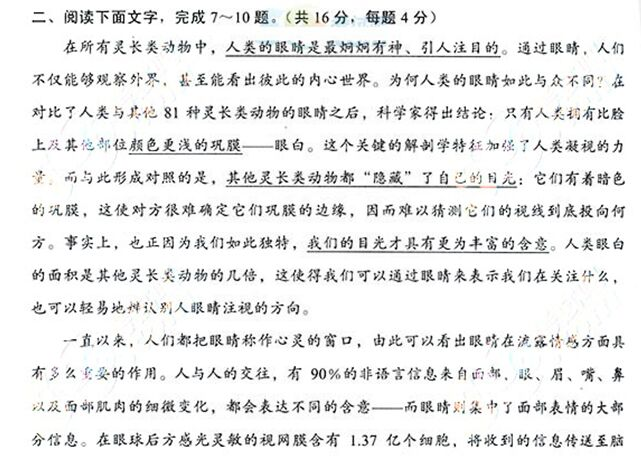 二、阅读下面文字，完成7～10题。（共16分，每题4分）
在所有灵长类动物中，人类的眼睛是最炯炯有神、引人注目的。通过眼睛，人们
不仅能够观察外界，甚至能看出彼此的内心世界。为何人类的眼睛如此与众不同？在
对比了人类与其他81种灵长类动物的眼睛之后，科学家得出结论：只有人类拥有比脸
上及其他部位颜色更浅的巩膜——眼白。这个关键的解剖学特征加强了人类凝视的力
量。而与此形成对照的是，其他灵长类动物都“隐藏”了自己的目光：它们有着暗色
的巩膜，这使对方很难确定它们巩膜的边缘，因而难以猜测它们的视线到底投向何
方。事实上，也正因为我们如此独特，我们的目光才具有更为丰富的含意。人类眼白
的面积是其他灵长类动物的几倍，这使得我们可以通过眼睛来表示我们在关注什么，
也可以轻易地辨认别人眼睛注视的方向。
一直以来，人们都把眼睛称作心灵的窗口，由此可以看出眼睛在流露情感方面具
有多么重要的作用。人与人的交往，有90%的非语言信息来自面部，眼、眉、嘴、鼻
以及面部肌肉的细微变化，都会表达不同的含意——而眼睛则集中了面部表情的大部
分信息。在眼球后方感光灵敏的视网膜含有1.37亿个细胞，将收到的信息传送至脑